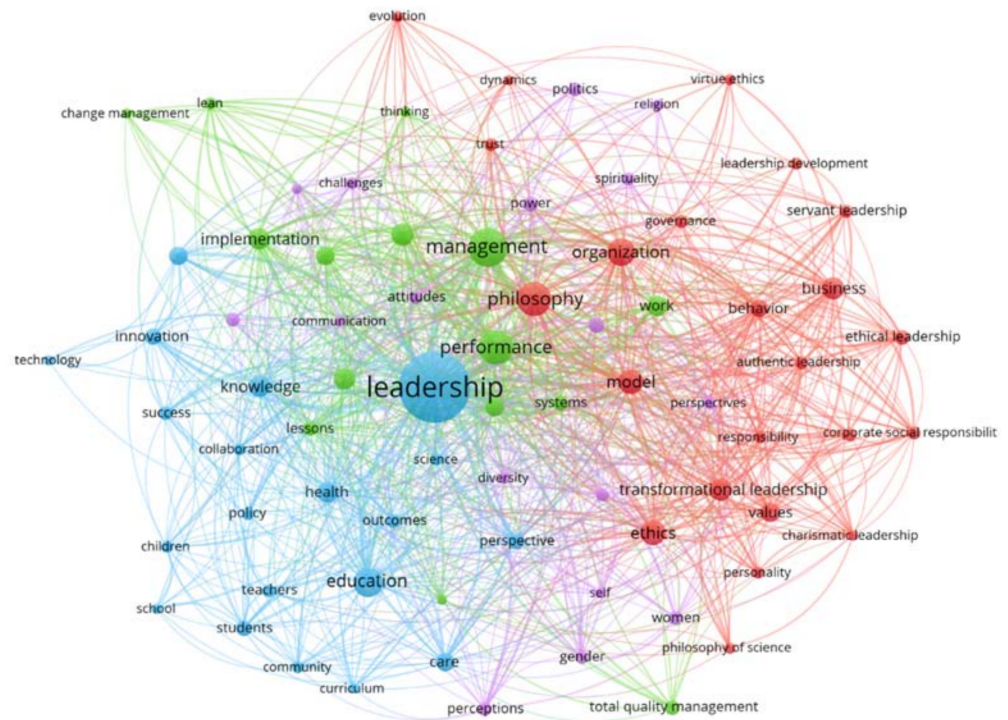 evolution
dynamics
virtue ethics
politics
lean
religion
change management
thinking
trust
leadership development
challenges
spirituality
power
servant leadership
governance
implementation
management
organization
business
attitudes
philosophy
work
behavior
communication
innovation
ethical leadership
performance
technology
authentic leadership
knowledge
leadership
model
systems
perspectives
success
lessons
responsibility
corporate social responsibilit
collaboration
science
diversity
health
transformational leadership
policy
outcomes
values
ethics
charismatic leadership
perspective
children
personality
education
teachers
self
school
students
women
philosophy of science
gender
care
community
curriculum
total quality management
perceptions